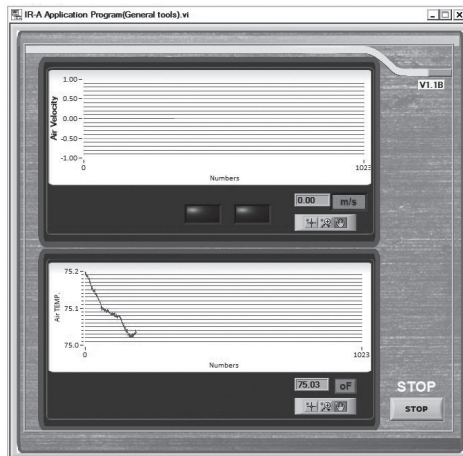 IR-A Application Program(General tools).vi
V1.1B
Air Velocity
1.00
0.50
0.00
-0.50
-1.00
0
1023
Numbers
0.00
m/s
Air TEMP.
75.2
75.1
75.0
0
1023
Numbers
75.03
oF
STOP
STOP